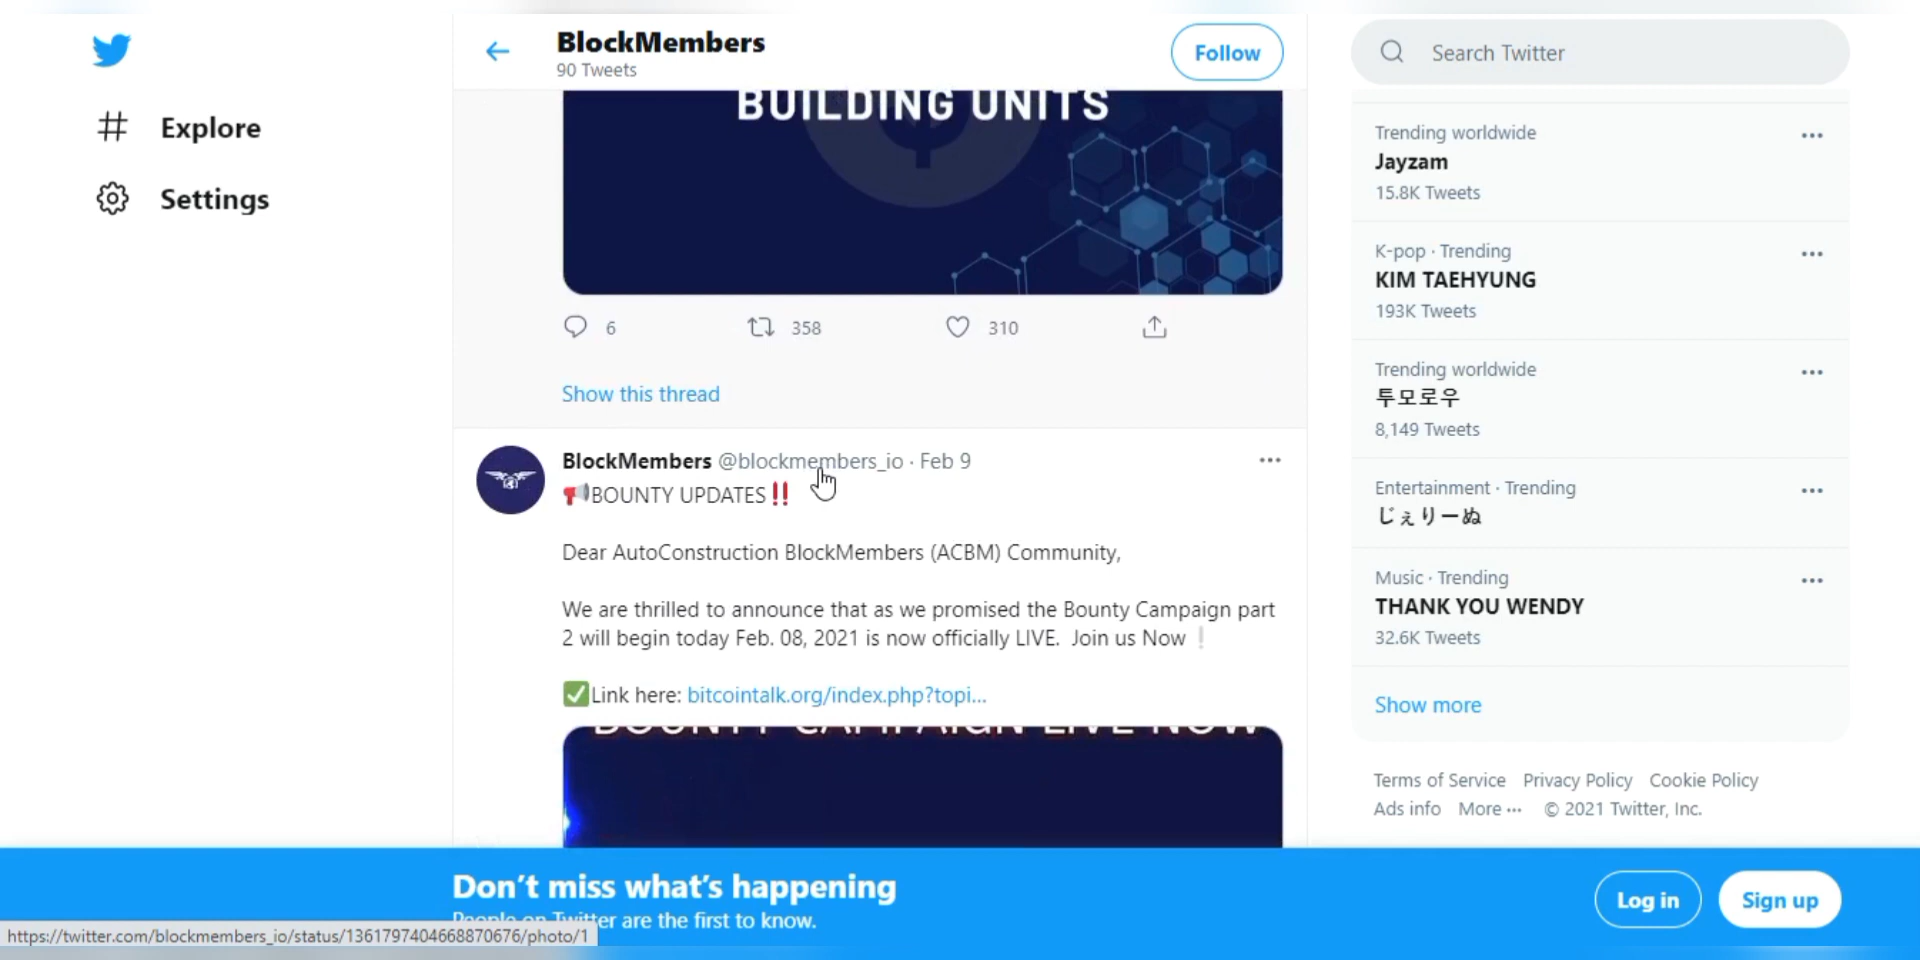 Explore
Settings
BlockMembers
90 Tweets
Follow
BUILDING UNITS
6
358
310
Show this thread
BlockMembers @blockmembers_io · Feb 9
📢BOUNTY UPDATES‼️
Dear AutoConstruction BlockMembers (ACBM) Community,
We are thrilled to announce that as we promised the Bounty Campaign part
2 will begin today Feb. 08, 2021 is now officially LIVE. Join us Now ❕
✅Link here: bitcointalk.org/index.php?topi...
BOUNTY CAMPAIGN LIVE NOW
Search Twitter
Trending worldwide
Jayzam
15.8K Tweets
K-pop · Trending
KIM TAEHYUNG
193K Tweets
Trending worldwide
투모로우
8,149 Tweets
Entertainment · Trending
じぇりーぬ
Music · Trending
THANK YOU WENDY
32.6K Tweets
Show more
Terms of Service Privacy Policy Cookie Policy
Ads info More ··· © 2021 Twitter, Inc.
Don't miss what's happening
People on Twitter are the first to know.
Log in
Sign up
https://twitter.com/blockmembers_io/status/1361797404668870676/photo/1